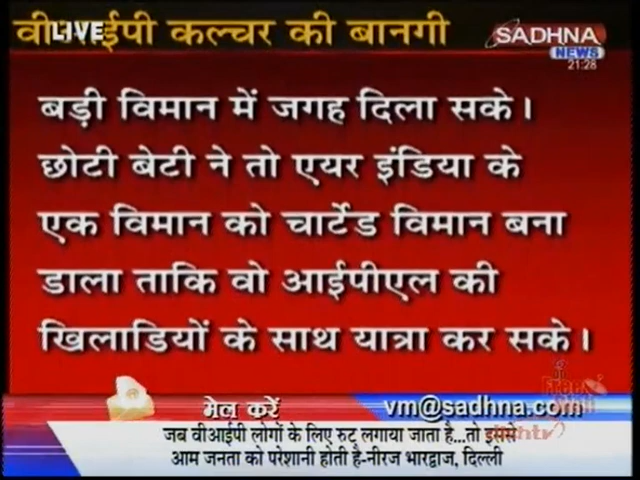 LIVE
वीआईपी कल्चर की बानगी
SADHNA
NEWS
21:28
बड़ी विमान में जगह दिला सके।
छोटी बेटी ने तो एयर इंडिया के
एक विमान को चार्टेड विमान बना
डाला ताकि वो आईपीएल की
खिलाडियों के साथ यात्रा कर सके।
मेल करें
vm@sadhna.com
जब वीआईपी लोगों के लिए रुट लगाया जाता है...तो इससे
आम जनता को परेशानी होती है-नीरज भारद्वाज, दिल्ली